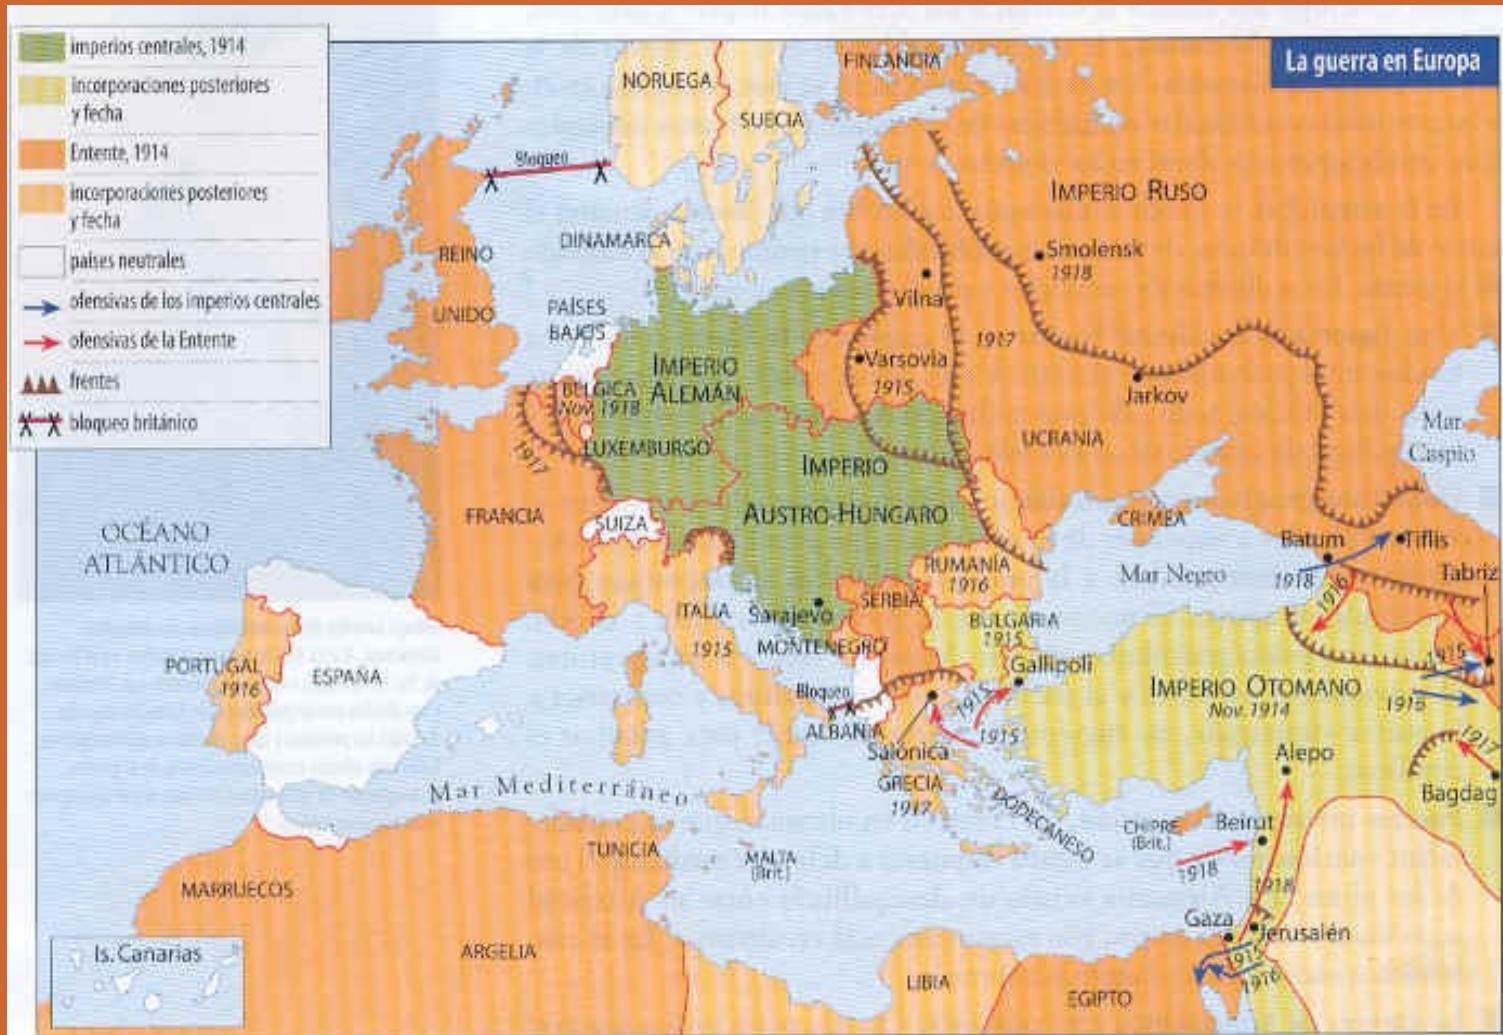 La guerra en Europa
imperios centrales, 1914
incorporaciones posteriores
y fecha
Entente, 1914
incorporaciones posteriores
y fecha
países neutrales
ofensivas de los imperios centrales
ofensivas de la Entente
frentes
bloqueo británico
NORUEGA
SUECIA
FINLANDIA
Bloqueo
IMPERIO RUSO
DINAMARCA
REINO
UNIDO
Smolensk
1918
Vilna
PAÍSES
BAJOS
1917
IMPERIO
ALEMÁN
Varsovia
1915
BÉLGICA
Nov. 1918
Jarkov
LUXEMBURGO
1917
UCRANIA
Mar
Caspio
IMPERIO
AUSTRO-HUNGARO
FRANCIA
SUIZA
CRIMEA
OCÉANO
ATLÁNTICO
Batum
Tiflis
RUMANÍA
1916
Mar Negro
1918
1916
Tabriz
SERBIA
ITALIA
1915
Sarajevo
BULGARIA
1915
MONTENEGRO
PORTUGAL
1916
ESPAÑA
Gallipoli
1915
IMPERIO OTOMANO
Nov. 1914
Bloqueo
ALBANIA
1915
1915
Salónica
1917
Alepo
GRECIA
1917
Bagdag
Mar Mediterráneo
DODECANESO
CHIPRE
(Brit.)
Beirut
TUNICIA
MALTA
(Brit.)
1918
MARRUECOS
1918
Gaza
Jerusalén
Is. Canarias
ARGELIA
1915
1916
LIBIA
EGIPTO